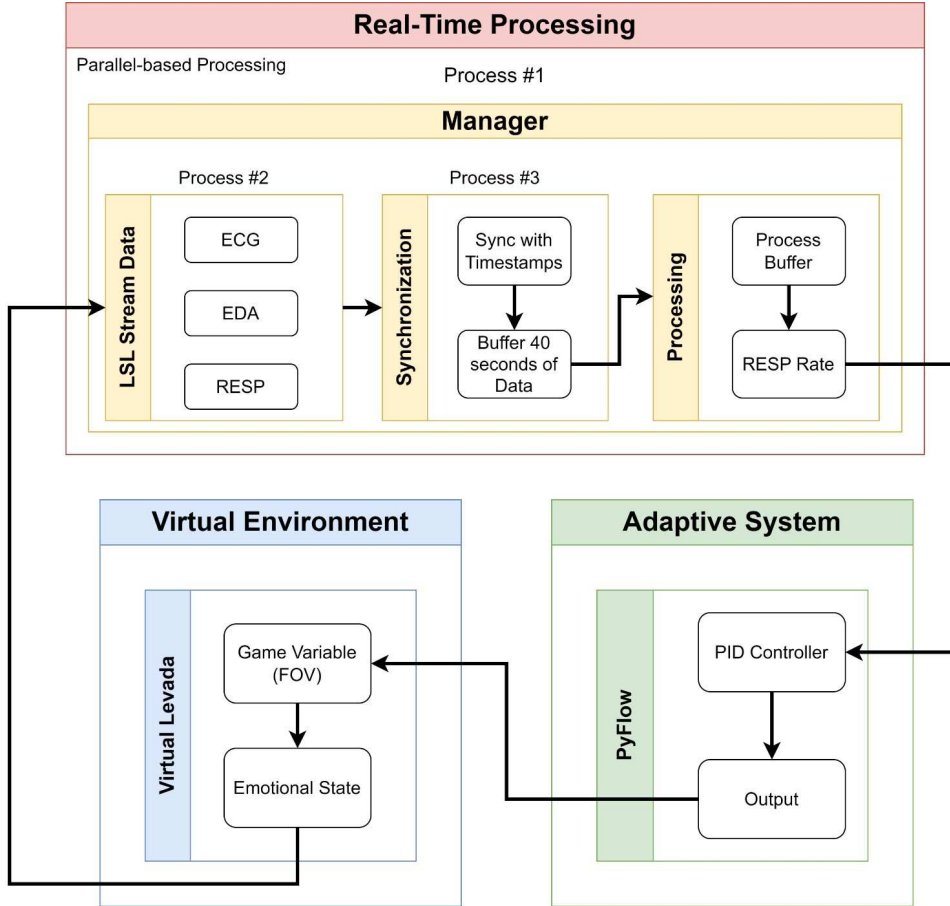 Real-Time Processing
Parallel-based Processing
Process #1
Manager
Process #2
Process #3
LSL Stream Data
ECG
EDA
RESP
Synchronization
Sync with
Timestamps
Buffer 40
seconds of
Data
Processing
Process
Buffer
RESP Rate
Virtual Environment
Virtual Levada
Game Variable
(FOV)
Emotional State
Adaptive System
PyFlow
PID Controller
Output